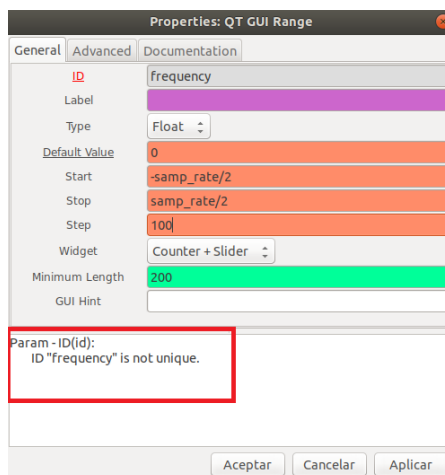 Properties: QT GUI Range
General Advanced Documentation
ID frequency
Label
Type Float
Default Value 0
Start -samp_rate/2
Stop samp_rate/2
Step 100
Widget Counter + Slider
Minimum Length 200
GUI Hint
Param - ID(id):
ID "frequency" is not unique.
Aceptar Cancelar Aplicar